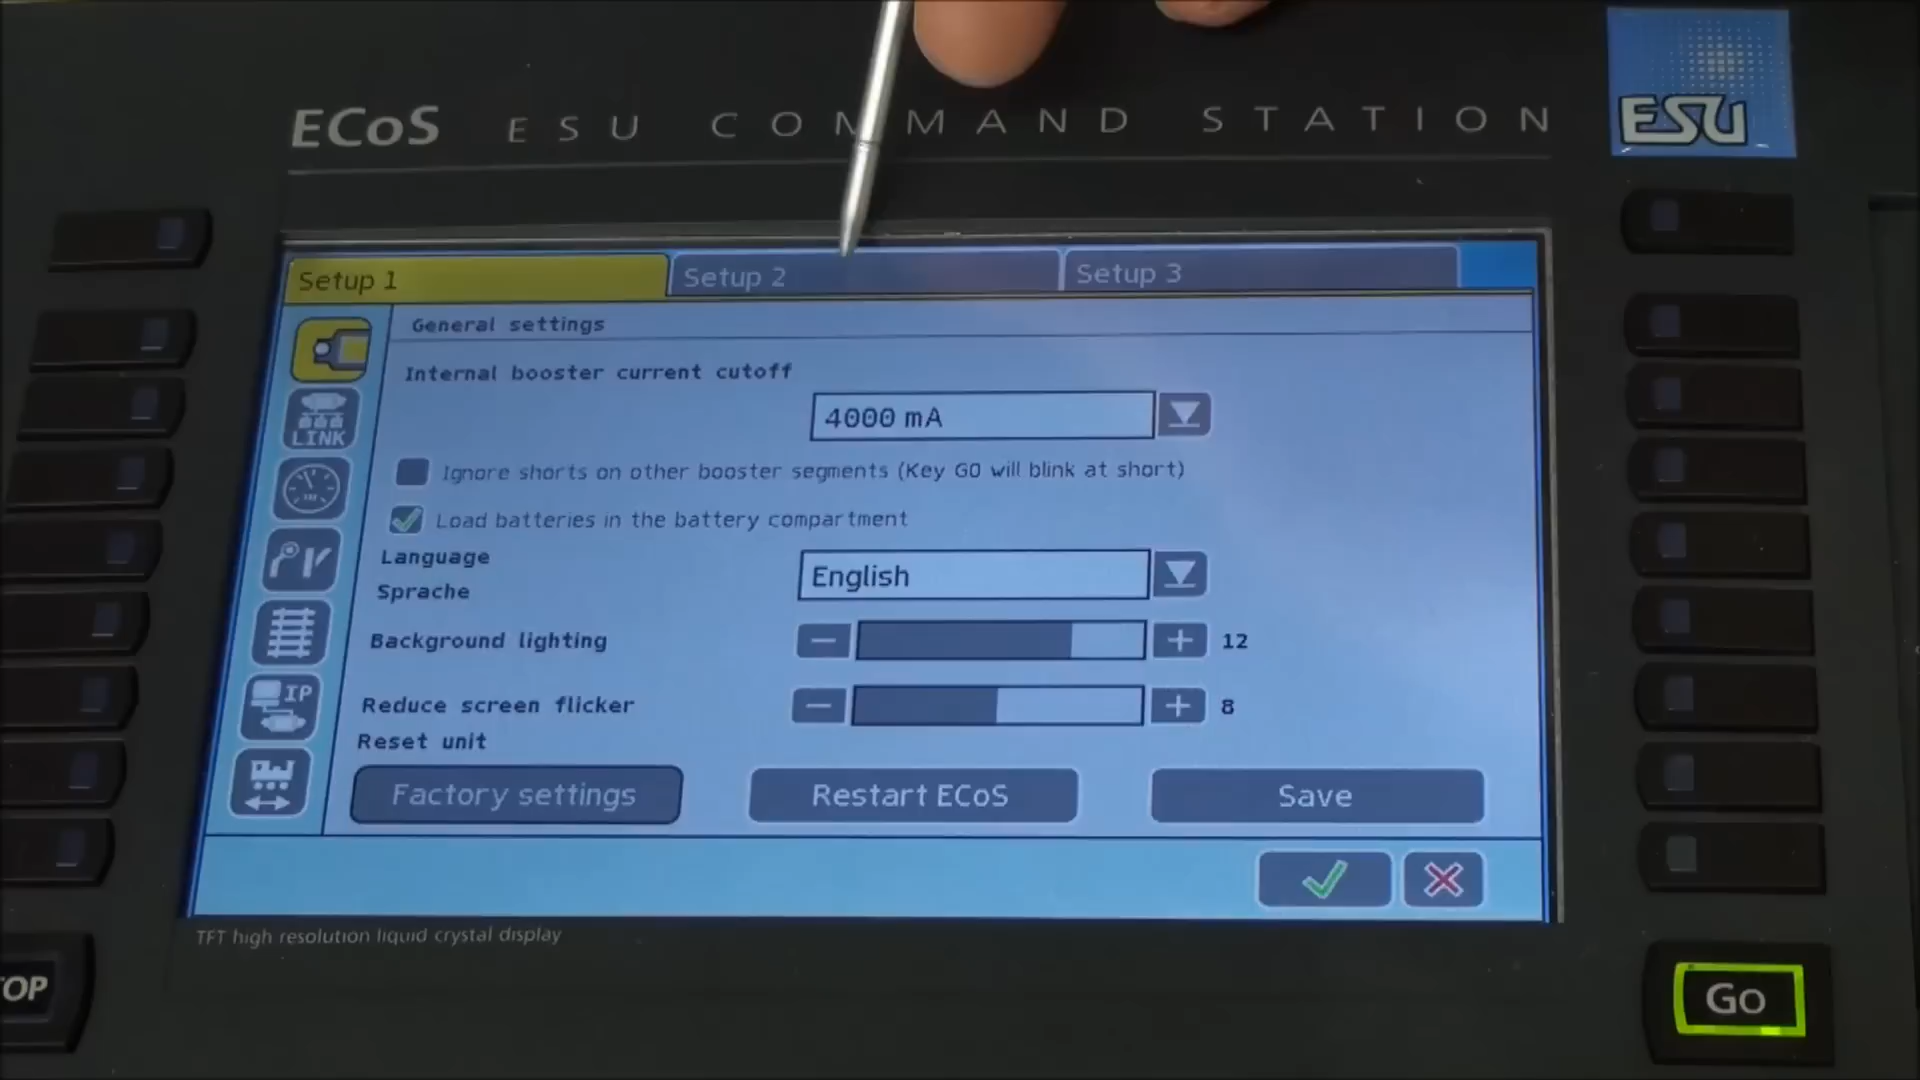 ECoS ESU COMMAND STATION
ESU
Setup 1
Setup 2
Setup 3
General settings
Internal booster current cutoff
4000 mA
Ignore shorts on other booster segments (Key GO will blink at short)
Load batteries in the battery compartment
Language
Sprache
English
Background lighting
12
Reduce screen flicker
8
Reset unit
Factory settings
Restart ECoS
Save
LINK
IP
TFT high resolution liquid crystal display
TOP
Go